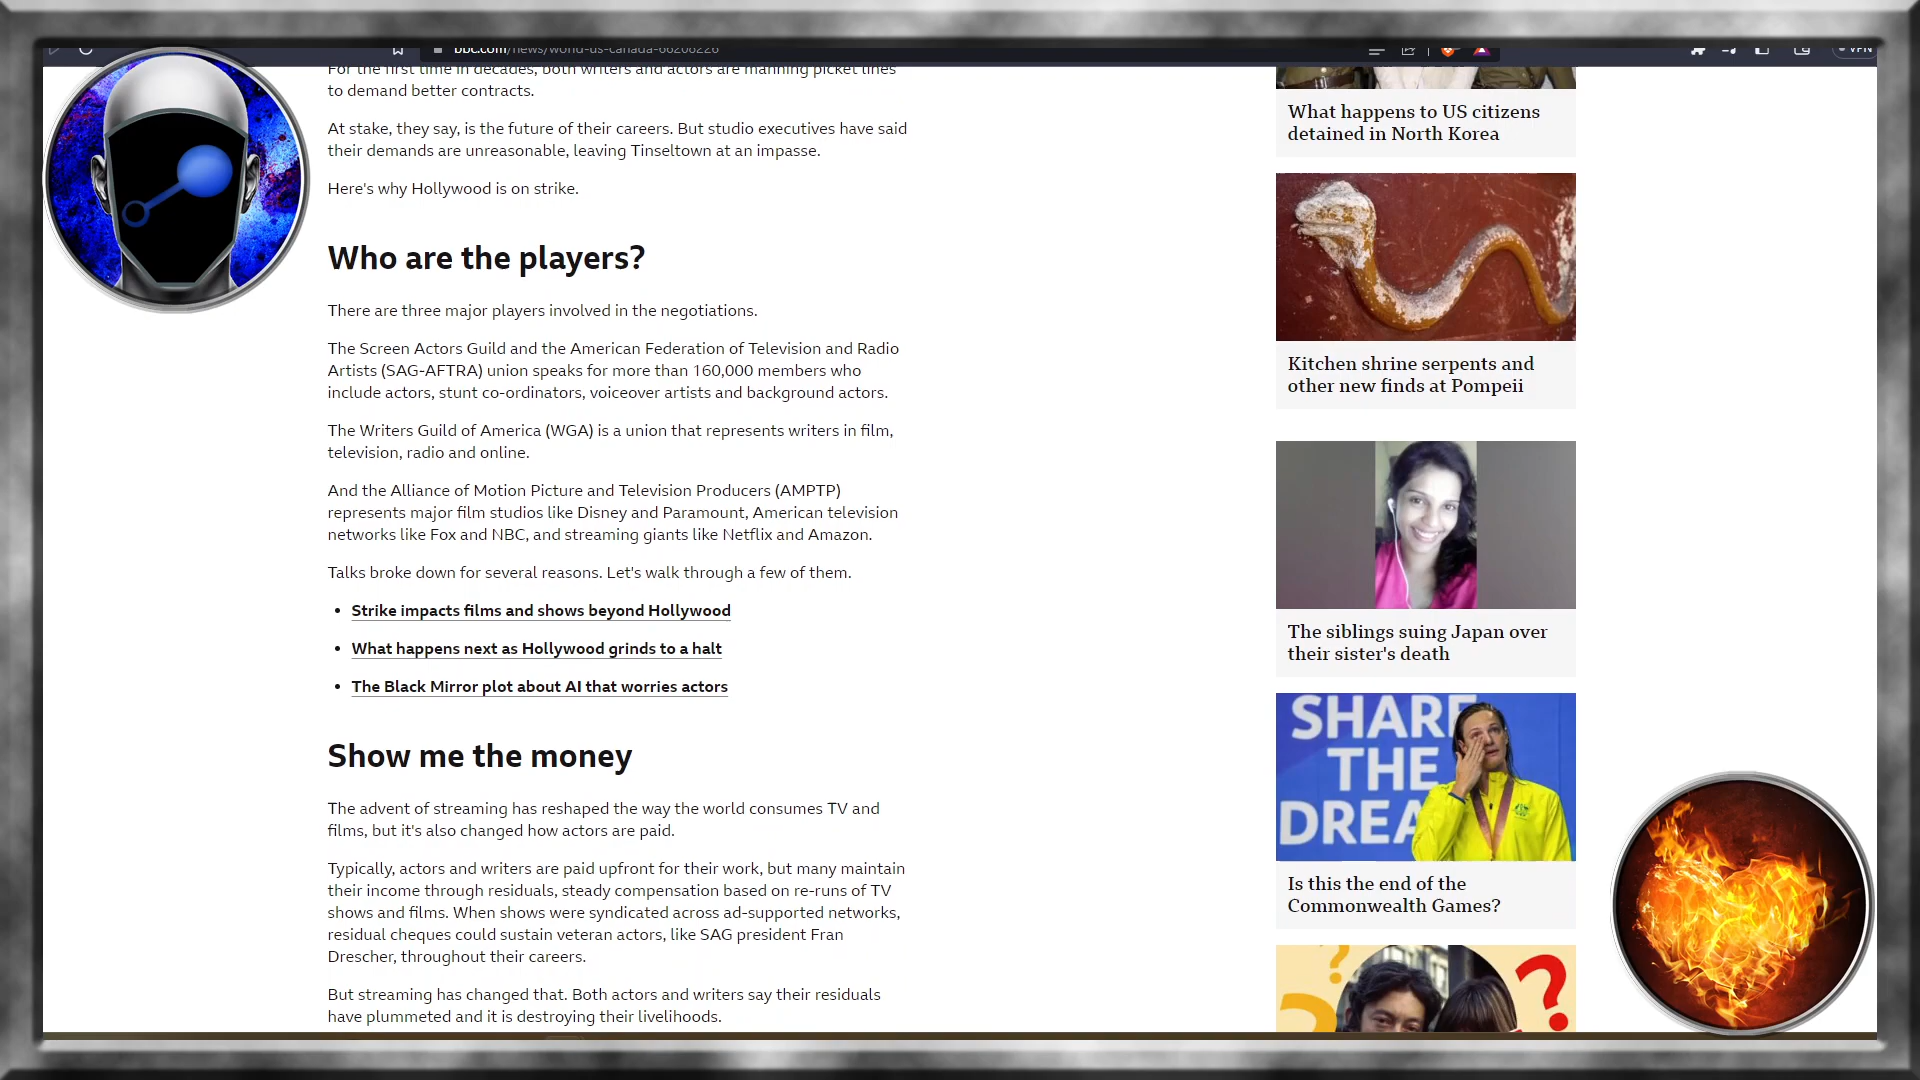 bbc.com/news/world-us-canada-66206226
VPN
For the first time in decades, both writers and actors are manning picket lines
to demand better contracts.
At stake, they say, is the future of their careers. But studio executives have said
their demands are unreasonable, leaving Tinseltown at an impasse.
Here's why Hollywood is on strike.
Who are the players?
There are three major players involved in the negotiations.
The Screen Actors Guild and the American Federation of Television and Radio
Artists (SAG-AFTRA) union speaks for more than 160,000 members who
include actors, stunt co-ordinators, voiceover artists and background actors.
The Writers Guild of America (WGA) is a union that represents writers in film,
television, radio and online.
And the Alliance of Motion Picture and Television Producers (AMPTP)
represents major film studios like Disney and Paramount, American television
networks like Fox and NBC, and streaming giants like Netflix and Amazon.
Talks broke down for several reasons. Let's walk through a few of them.
• Strike impacts films and shows beyond Hollywood
• What happens next as Hollywood grinds to a halt
• The Black Mirror plot about AI that worries actors
Show me the money
The advent of streaming has reshaped the way the world consumes TV and
films, but it's also changed how actors are paid.
Typically, actors and writers are paid upfront for their work, but many maintain
their income through residuals, steady compensation based on re-runs of TV
shows and films. When shows were syndicated across ad-supported networks,
residual cheques could sustain veteran actors, like SAG president Fran
Drescher, throughout their careers.
But streaming has changed that. Both actors and writers say their residuals
have plummeted and it is destroying their livelihoods.
What happens to US citizens
detained in North Korea
Kitchen shrine serpents and
other new finds at Pompeii
The siblings suing Japan over
their sister's death
SHARE
THE
DREA
Is this the end of the
Commonwealth Games?
? ? ?